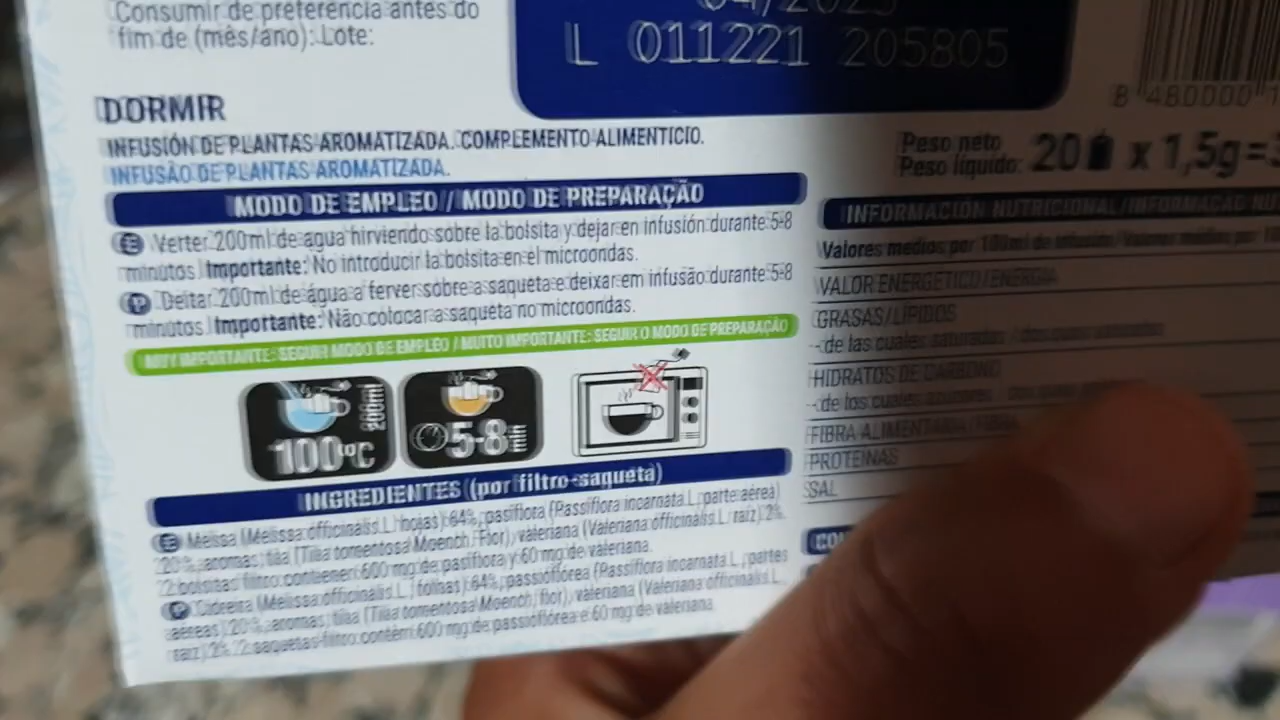 Consumir de preferência antes do
fim de (mês/ano): Lote:
L 011221 205805
8 480000
DORMIR
INFUSIÓN DE PLANTAS AROMATIZADA. COMPLEMENTO ALIMENTICIO.
INFUSÃO DE PLANTAS AROMATIZADA.
Peso neto
Peso líquido: 20 x 1,5g=
MODO DE EMPLEO // MODO DE PREPARAÇÃO
E Verter 200ml de agua hirviendo sobre la bolsita y dejar en infusión durante 5-8
minutos. Importante: No introducir la bolsita en el microondas.
P Deitar 200ml de água a ferver sobre a saqueta e deixar em infusão durante 5-8
minutos. Importante: Não colocar a saqueta no microondas.
MUY IMPORTANTE: SEGUIR MODO DE EMPLEO / MUITO IMPORTANTE: SEGUIR O MODO DE PREPARAÇÃO
200ml
100ºC
5-8 min
INGREDIENTES (por filtro-saqueta)
E Melisa (Melissa officinalis L., hojas) 64%, pasiflora (Passiflora incarnata L., parte aérea)
20%, aromas, tila (Tilia tomentosa Moench, Flor), valeriana (Valeriana officinalis L., raíz) 2%.
2 bolsitas filtro contienen 600 mg de pasiflora y 60 mg de valeriana.
P Cidreira (Melissa officinalis L., folhas) 64%, passiflórea (Passiflora incarnata L., partes
aéreas) 20%, aromas, tília (Tilia tomentosa Moench, flor), valeriana (Valeriana officinalis L.,
raiz) 2%. 2 saquetas-filtro contêm 600 mg de passiflórea e 60 mg de valeriana.
INFORMACIÓN NUTRICIONAL/INFORMAÇÃO
Valores medios por 100ml de infusión/
VALOR ENERGÉTICO/ENERGIA
GRASAS/LÍPIDOS
-de las cuales saturadas / dos quais saturados
HIDRATOS DE CARBONO
-de los cuales azúcares
FIBRA ALIMENTARIA
PROTEÍNAS
SAL